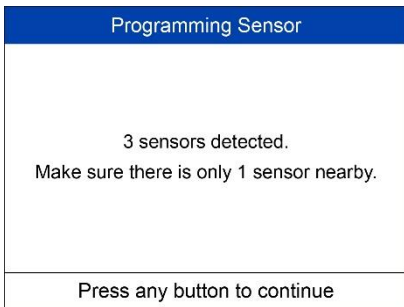 Programming Sensor
3 sensors detected.
Make sure there is only 1 sensor nearby.
Press any button to continue